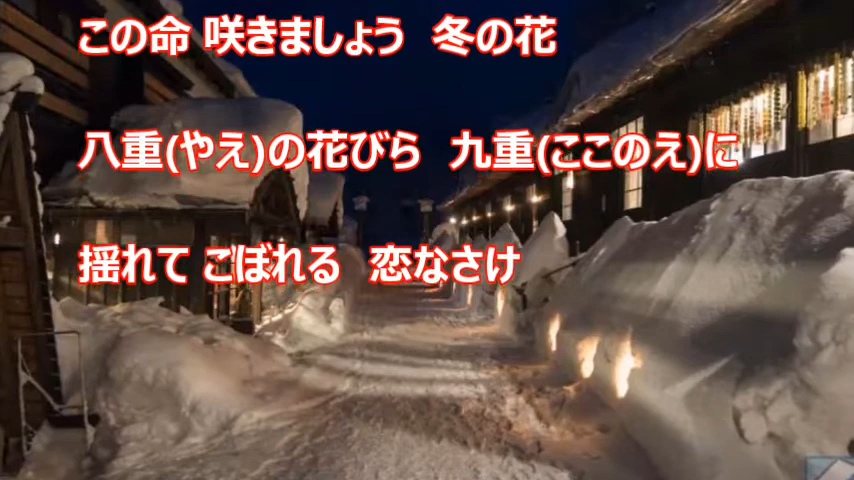 この命 咲きましょう 冬の花
八重(やえ)の花びら 九重(ここのえ)に
揺れて こぼれる 恋なさけ